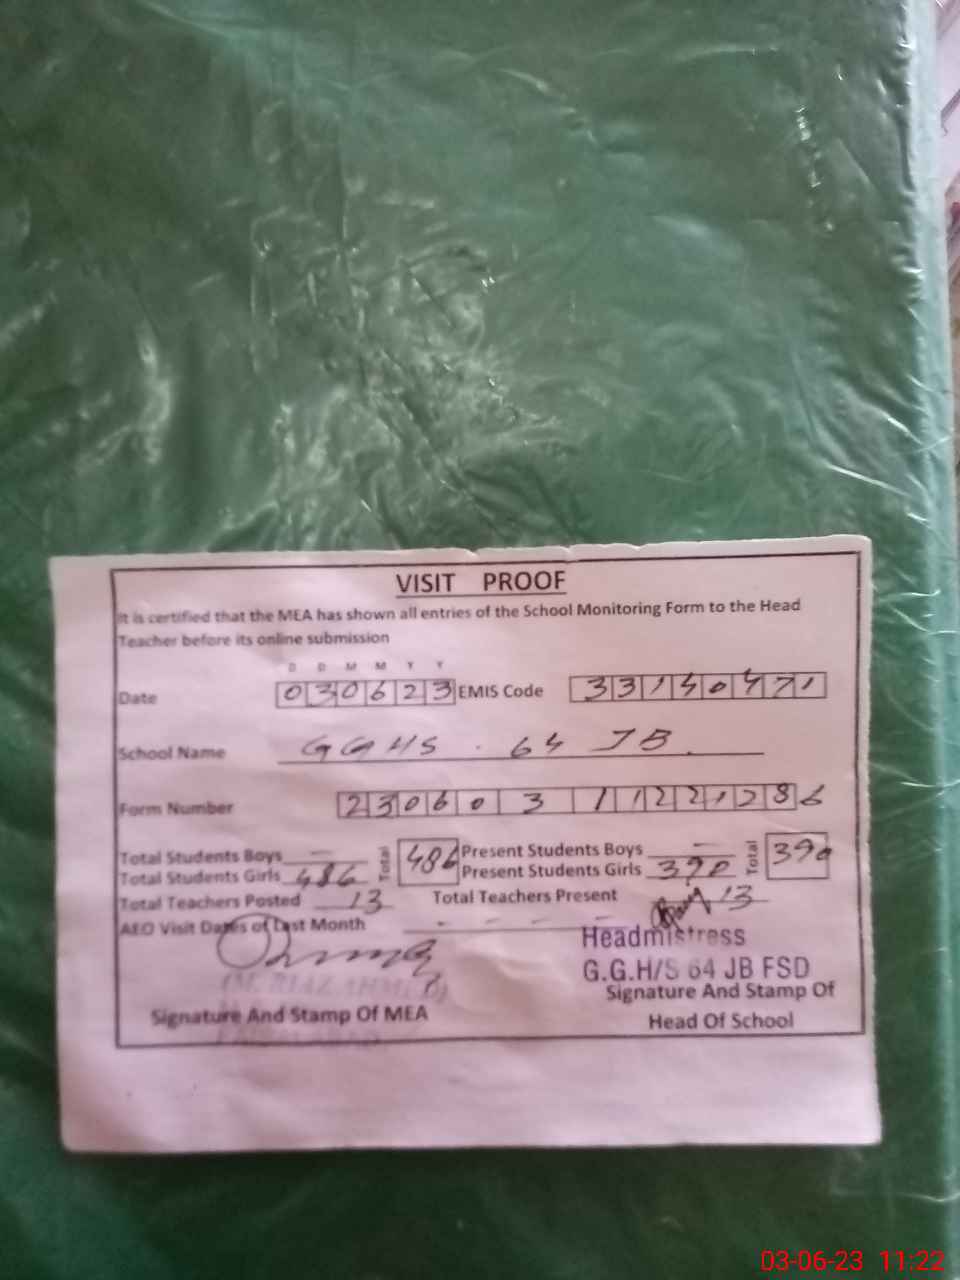 VISIT PROOF
It is certified that the MEA has shown all entries of the School Monitoring Form to the Head
Teacher before its online submission
D D M M Y Y
Date 030623 EMIS Code
School Name GGHS . 64 JB.
Form Number
Total Students Boys — Total 486 Present Students Boys — Total 390
Total Students Girls 486 Present Students Girls 390
Total Teachers Posted 13 Total Teachers Present 13
AEO Visit Dates of Last Month - - - -
Headmistress
G.G.H/S 64 JB FSD
Signature And Stamp Of MEA Signature And Stamp Of
Head Of School
03-06-23 11:22